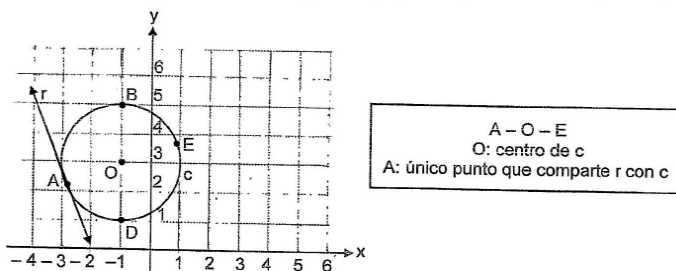 y
6
r
B
5
4
E
3
O
c
A
2
1
D
x
– 4 – 3 – 2 –1 1 2 3 4 5 6
A – O – E
O: centro de c
A: único punto que comparte r con c